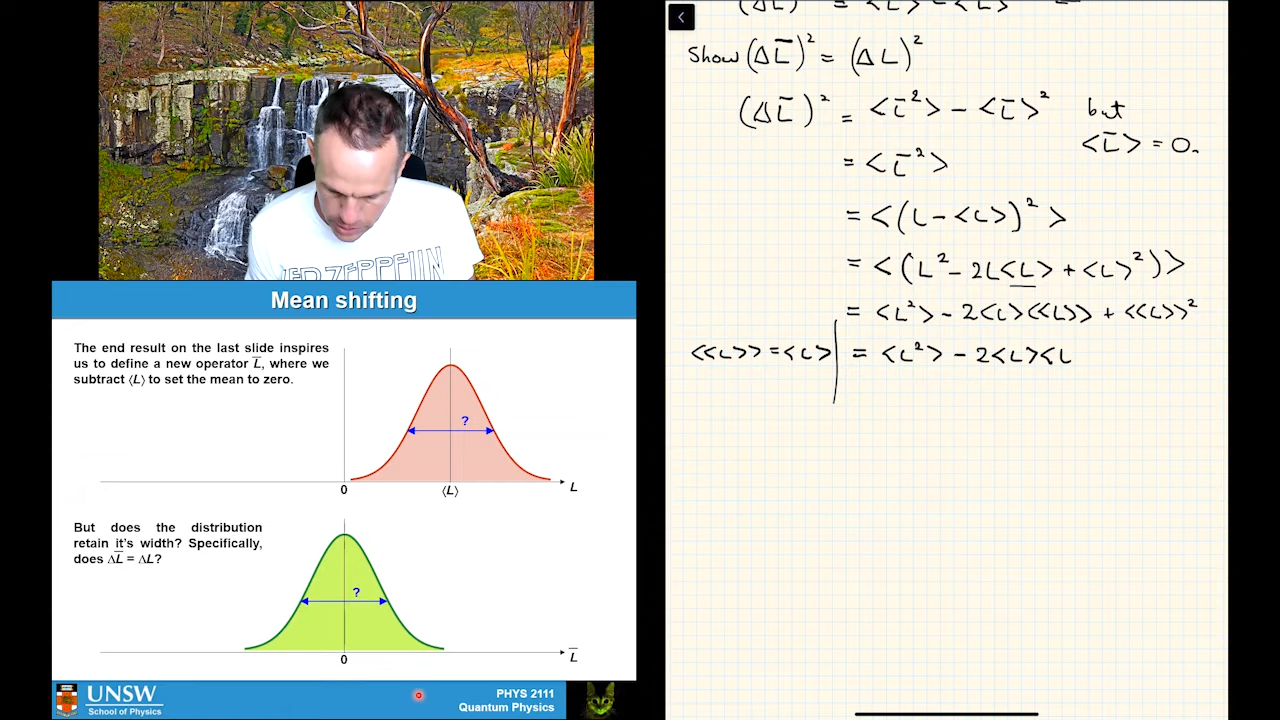 LED-ZEPPELIN
Mean shifting
The end result on the last slide inspires
us to define a new operator L̅, where we
subtract ⟨L⟩ to set the mean to zero.
?
0
⟨L⟩
L
But does the distribution
retain it's width? Specifically,
does ΔL̅ = ΔL?
?
0
L̅
UNSW
School of Physics
PHYS 2111
Quantum Physics
Show (ΔL̅)² = (ΔL)²
(ΔL̅)² = <L̅²> - <L̅>² but
<L̅> = 0.
= <L̅²>
= <(L - <L>)²>
= <(L² - 2L<L> + <L>²)>
= <L²> - 2<L><<L>> + <<L>>²
<<L>> = <L> | = <L²> - 2<L><L